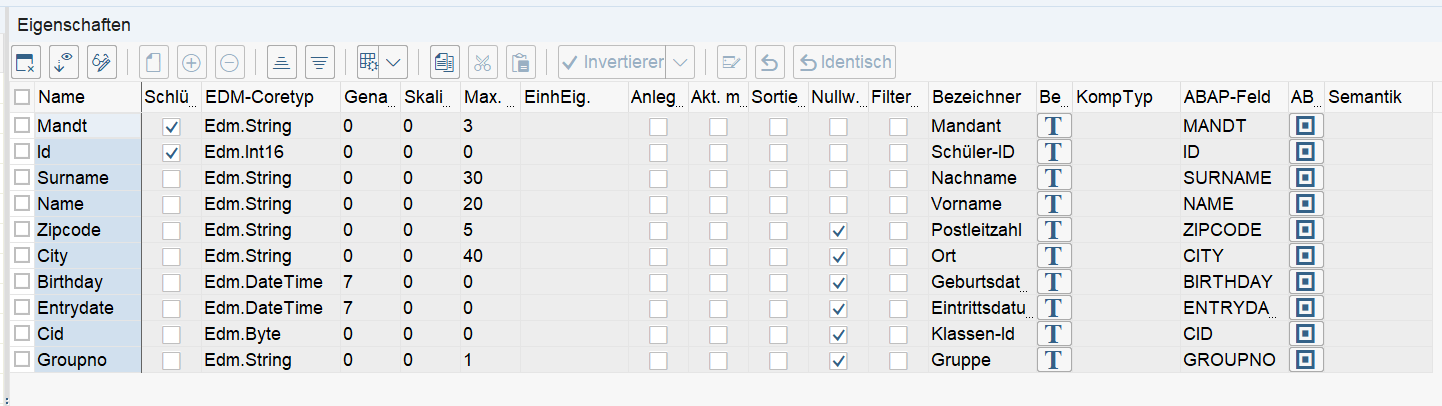 Eigenschaften
Invertierer Identisch
Name Schlü... EDM-Coretyp Gena... Skali... Max. ... EinhEig. Anleg... Akt. m... Sortie... Nullw... Filter... Bezeichner Be... KompTyp ABAP-Feld AB... Semantik
Mandt Edm.String 0 0 3 Mandant T MANDT
Id Edm.Int16 0 0 0 Schüler-ID T ID
Surname Edm.String 0 0 30 Nachname T SURNAME
Name Edm.String 0 0 20 Vorname T NAME
Zipcode Edm.String 0 0 5 Postleitzahl T ZIPCODE
City Edm.String 0 0 40 Ort T CITY
Birthday Edm.DateTime 7 0 0 Geburtsdat... T BIRTHDAY
Entrydate Edm.DateTime 7 0 0 Eintrittsdatu... T ENTRYDA...
Cid Edm.Byte 0 0 0 Klassen-Id T CID
Groupno Edm.String 0 0 1 Gruppe T GROUPNO